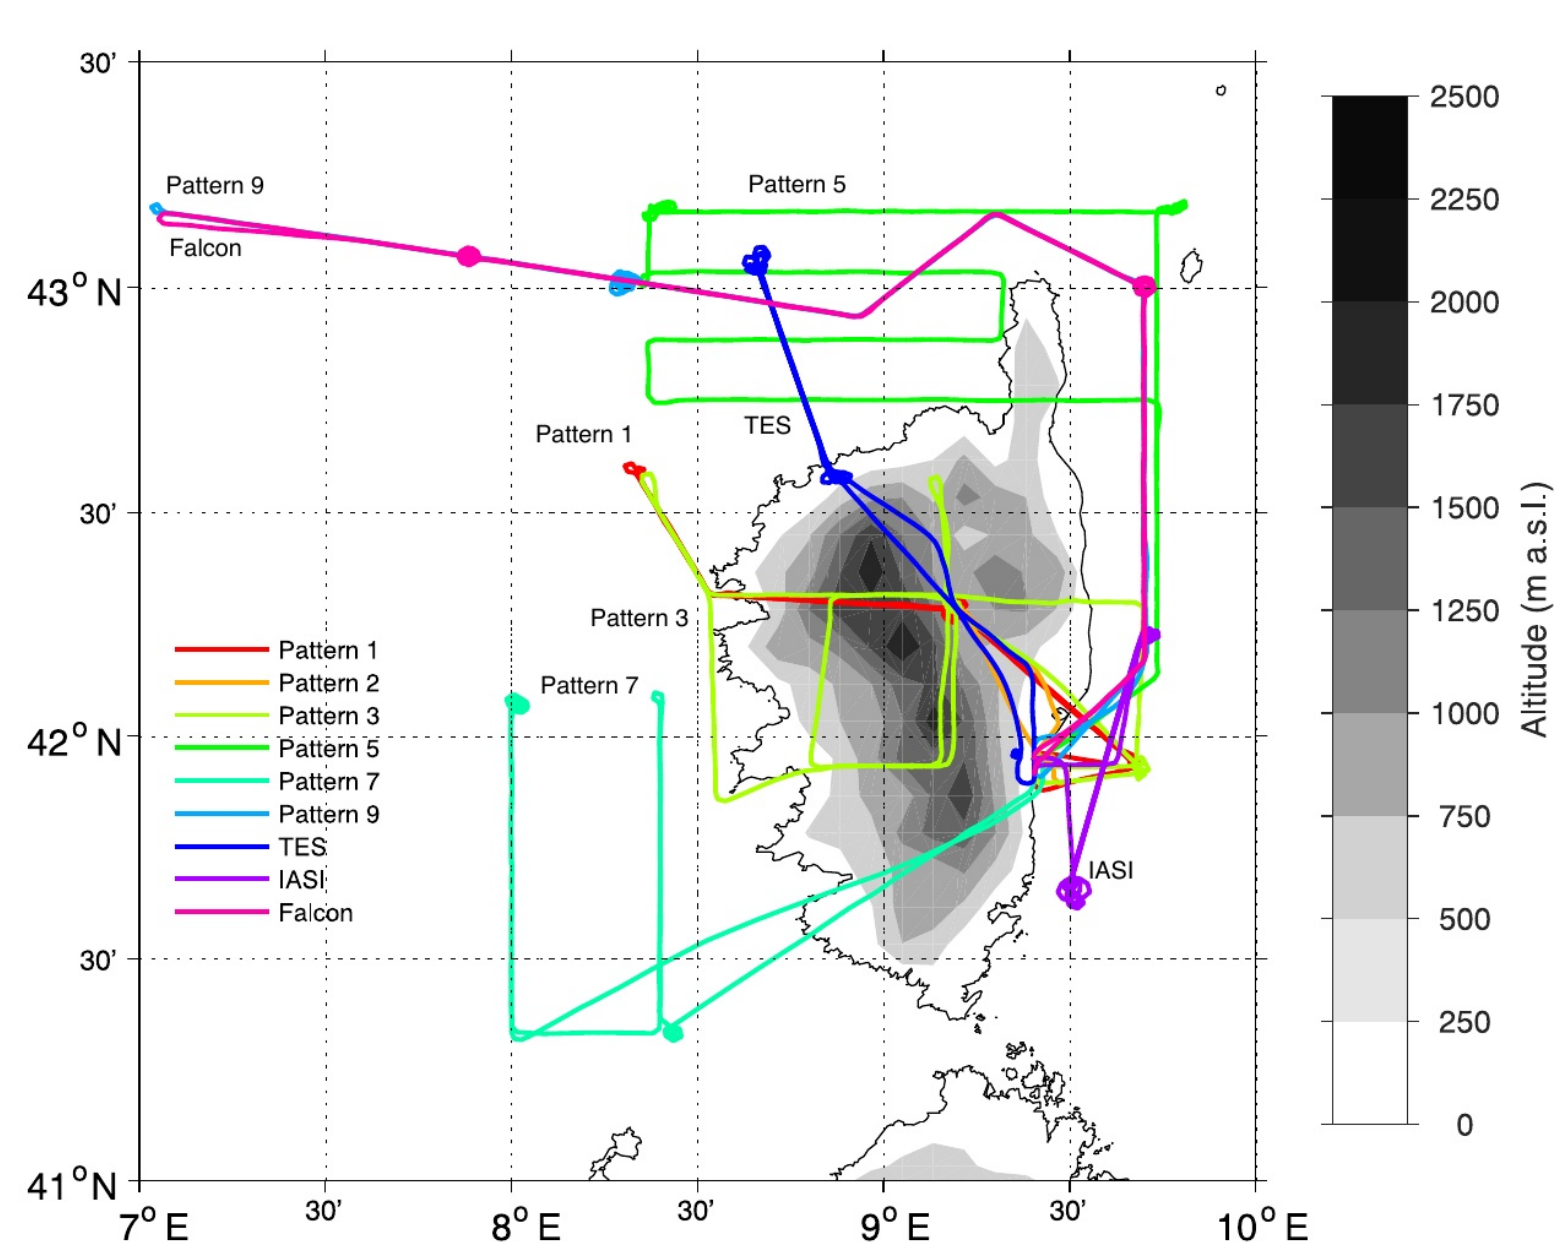 30’
43° N
30’
42° N
30’
41° N
7° E
30’
8° E
30’
9° E
30’
10° E
Pattern 9
Falcon
Pattern 5
TES
Pattern 1
Pattern 3
Pattern 7
IASI
Pattern 1
Pattern 2
Pattern 3
Pattern 5
Pattern 7
Pattern 9
TES
IASI
Falcon
2500
2250
2000
1750
1500
1250
1000
750
500
250
0
Altitude (m a.s.l.)